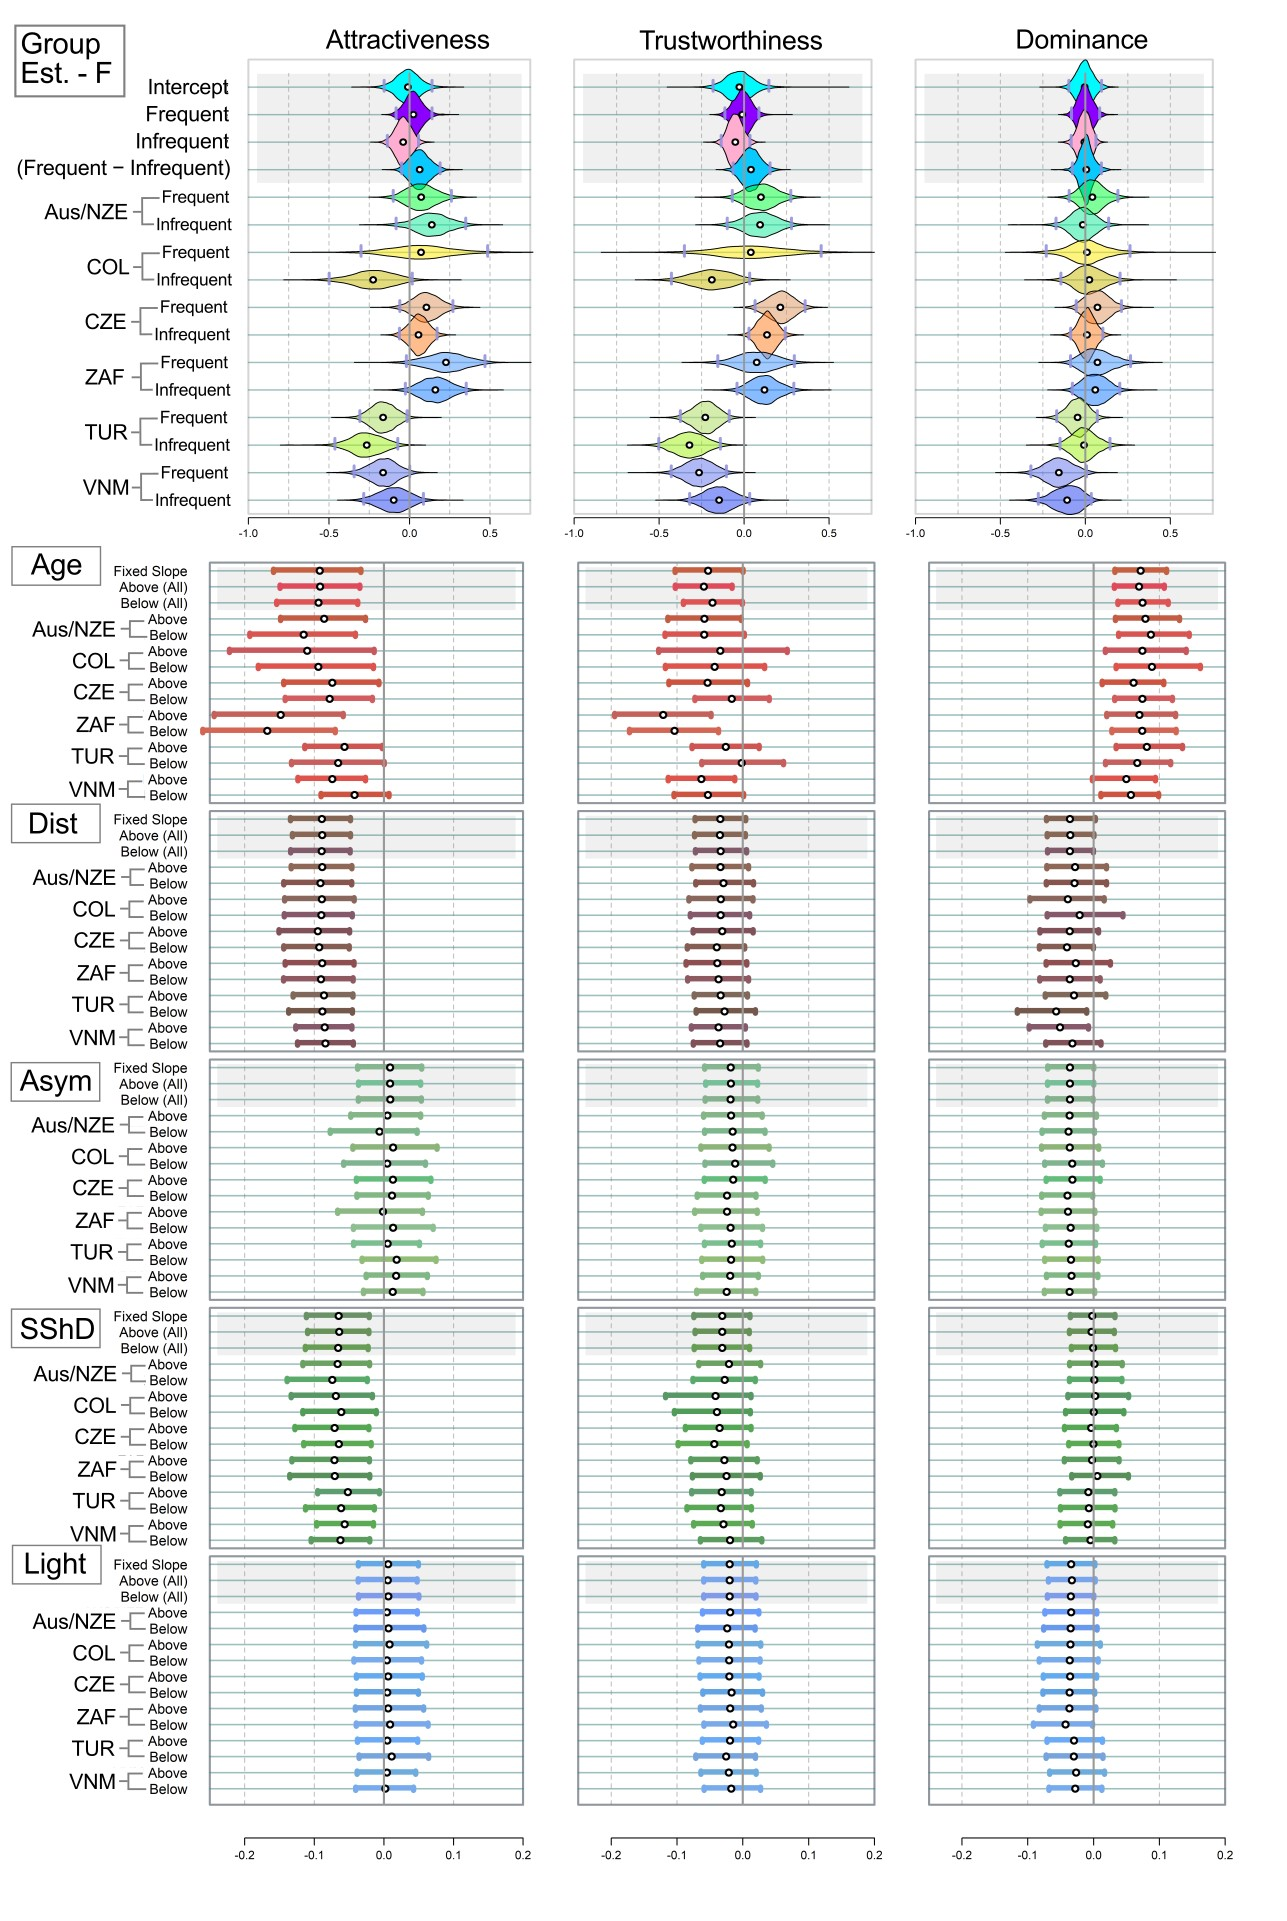 Group
Est. - F
Attractiveness
Trustworthiness
Dominance
Intercept
Frequent
Infrequent
(Frequent − Infrequent)
Aus/NZE
Frequent
Infrequent
COL
Frequent
Infrequent
CZE
Frequent
Infrequent
ZAF
Frequent
Infrequent
TUR
Frequent
Infrequent
VNM
Frequent
Infrequent
-1.0 -0.5 0.0 0.5
-1.0 -0.5 0.0 0.5
-1.0 -0.5 0.0 0.5
Age
Fixed Slope
Above (All)
Below (All)
Aus/NZE
Above
Below
COL
Above
Below
CZE
Above
Below
ZAF
Above
Below
TUR
Above
Below
VNM
Above
Below
Dist
Fixed Slope
Above (All)
Below (All)
Aus/NZE
Above
Below
COL
Above
Below
CZE
Above
Below
ZAF
Above
Below
TUR
Above
Below
VNM
Above
Below
Asym
Fixed Slope
Above (All)
Below (All)
Aus/NZE
Above
Below
COL
Above
Below
CZE
Above
Below
ZAF
Above
Below
TUR
Above
Below
VNM
Above
Below
SShD
Fixed Slope
Above (All)
Below (All)
Aus/NZE
Above
Below
COL
Above
Below
CZE
Above
Below
ZAF
Above
Below
TUR
Above
Below
VNM
Above
Below
Light
Fixed Slope
Above (All)
Below (All)
Aus/NZE
Above
Below
COL
Above
Below
CZE
Above
Below
ZAF
Above
Below
TUR
Above
Below
VNM
Above
Below
-0.2 -0.1 0.0 0.1 0.2
-0.2 -0.1 0.0 0.1 0.2
-0.2 -0.1 0.0 0.1 0.2